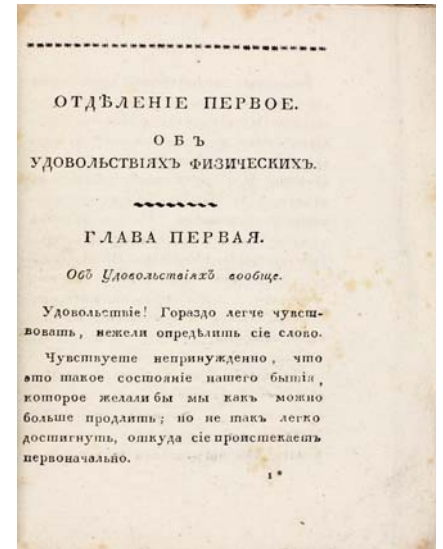 ОТДѢЛЕНІЕ ПЕРВОЕ.
ОБЪ
УДОВОЛЬСТВІЯХЪ ФИЗИЧЕСКИХЪ.
ГЛАВА ПЕРВАЯ.
Объ Удовольствіяхъ вообще.
Удовольствіе! Гораздо легче чувст-
вовать, нежели опредѣлить сіе слово.
Чувствуете непринужденно, что
это такое состояніе нашего бытія,
которое желали бы мы какъ можно
больше продлить; но не такъ легко
достигнуть, откуда сіе проистекаетъ
первоначально.
1*